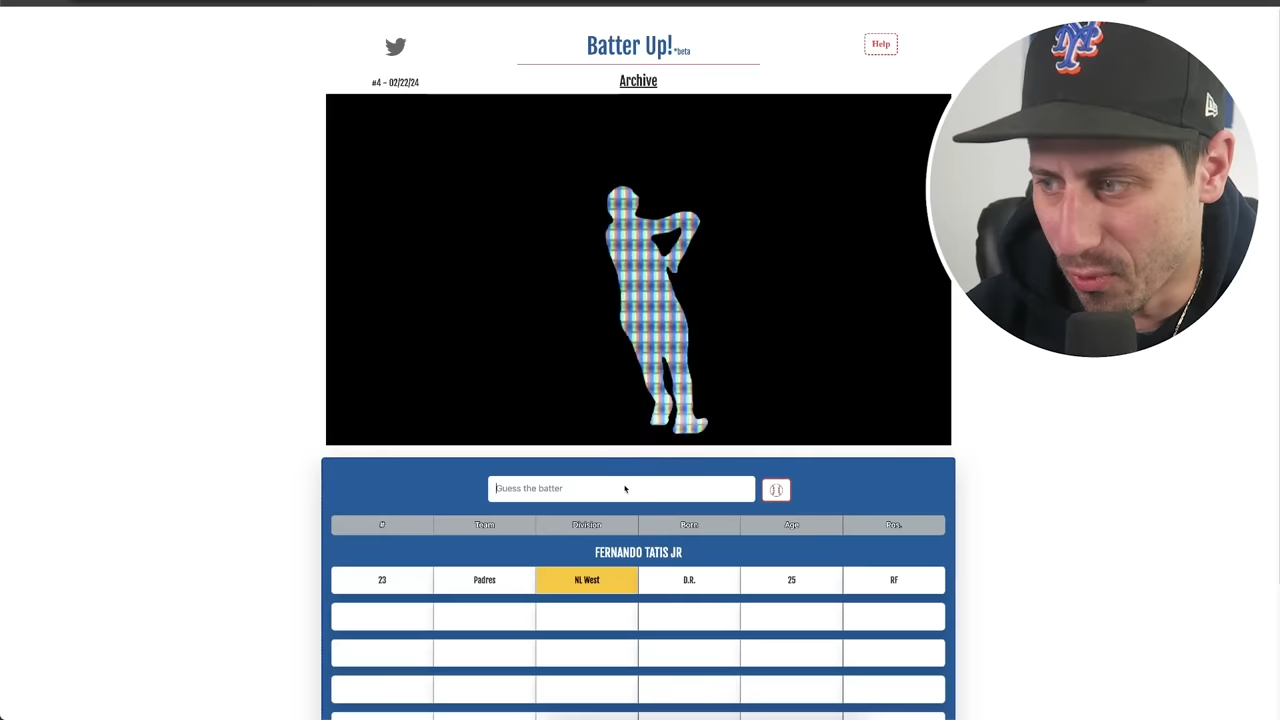 Batter Up! *beta
Help
#4 - 02/22/24
Archive
NY
Guess the batter
# Team Division Born Age Pos.
FERNANDO TATIS JR
23 Padres NL West D.R. 25 RF